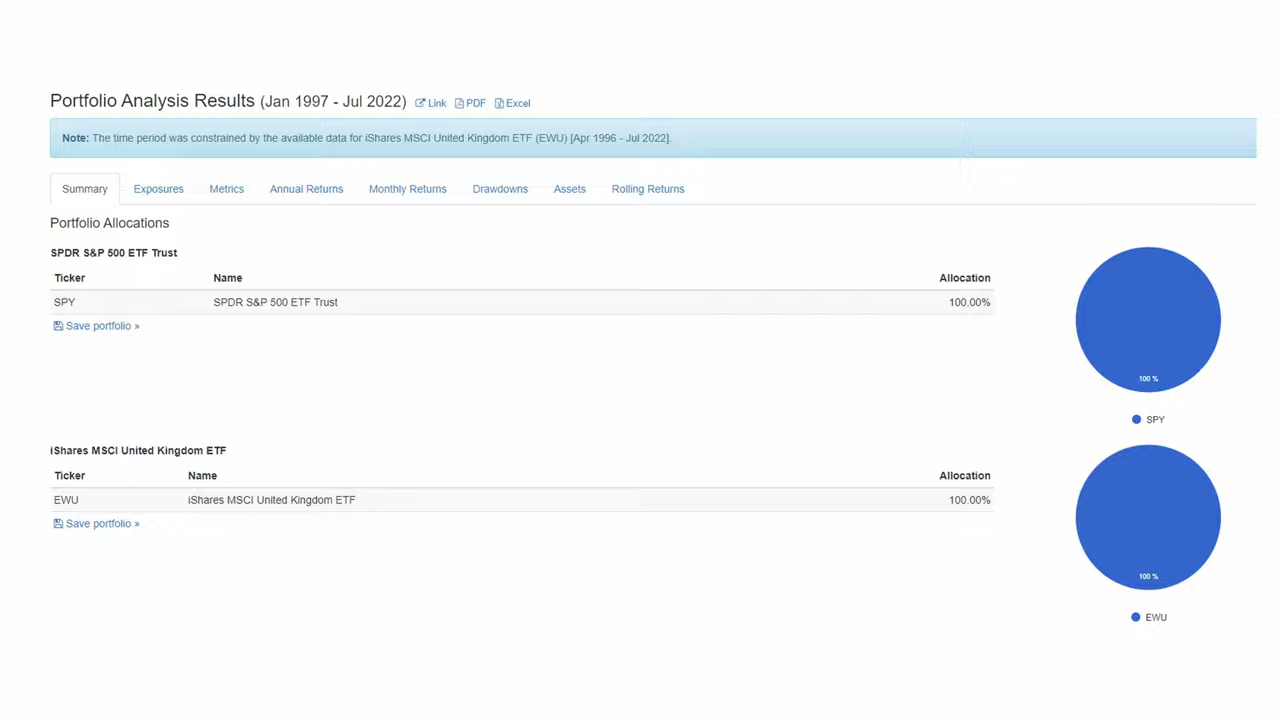 Portfolio Analysis Results (Jan 1997 - Jul 2022) Link PDF Excel
Note: The time period was constrained by the available data for iShares MSCI United Kingdom ETF (EWU) [Apr 1996 - Jul 2022].
Summary Exposures Metrics Annual Returns Monthly Returns Drawdowns Assets Rolling Returns
Portfolio Allocations
SPDR S&P 500 ETF Trust
Ticker Name Allocation
SPY SPDR S&P 500 ETF Trust 100.00%
Save portfolio »
100 %
SPY
iShares MSCI United Kingdom ETF
Ticker Name Allocation
EWU iShares MSCI United Kingdom ETF 100.00%
Save portfolio »
100 %
EWU